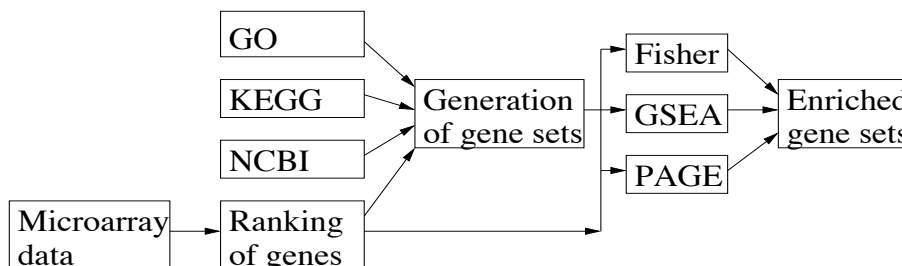 GO
KEGG
NCBI
Microarray
data
Ranking
of genes
Generation
of gene sets
Fisher
GSEA
PAGE
Enriched
gene sets